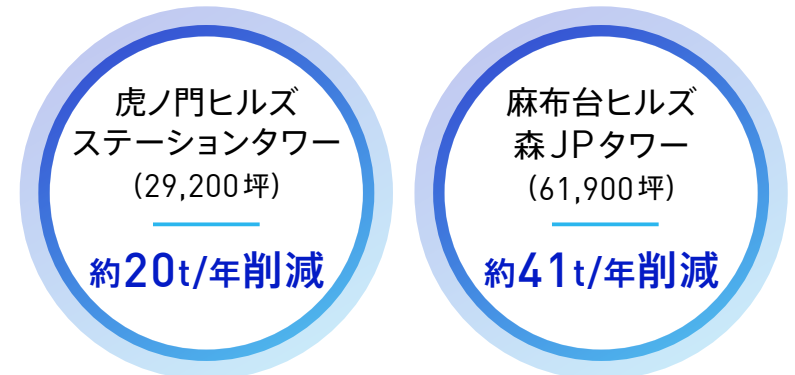 虎ノ門ヒルズ
ステーションタワー
(29,200坪)
約20t/年削減
麻布台ヒルズ
森JPタワー
(61,900坪)
約41t/年削減